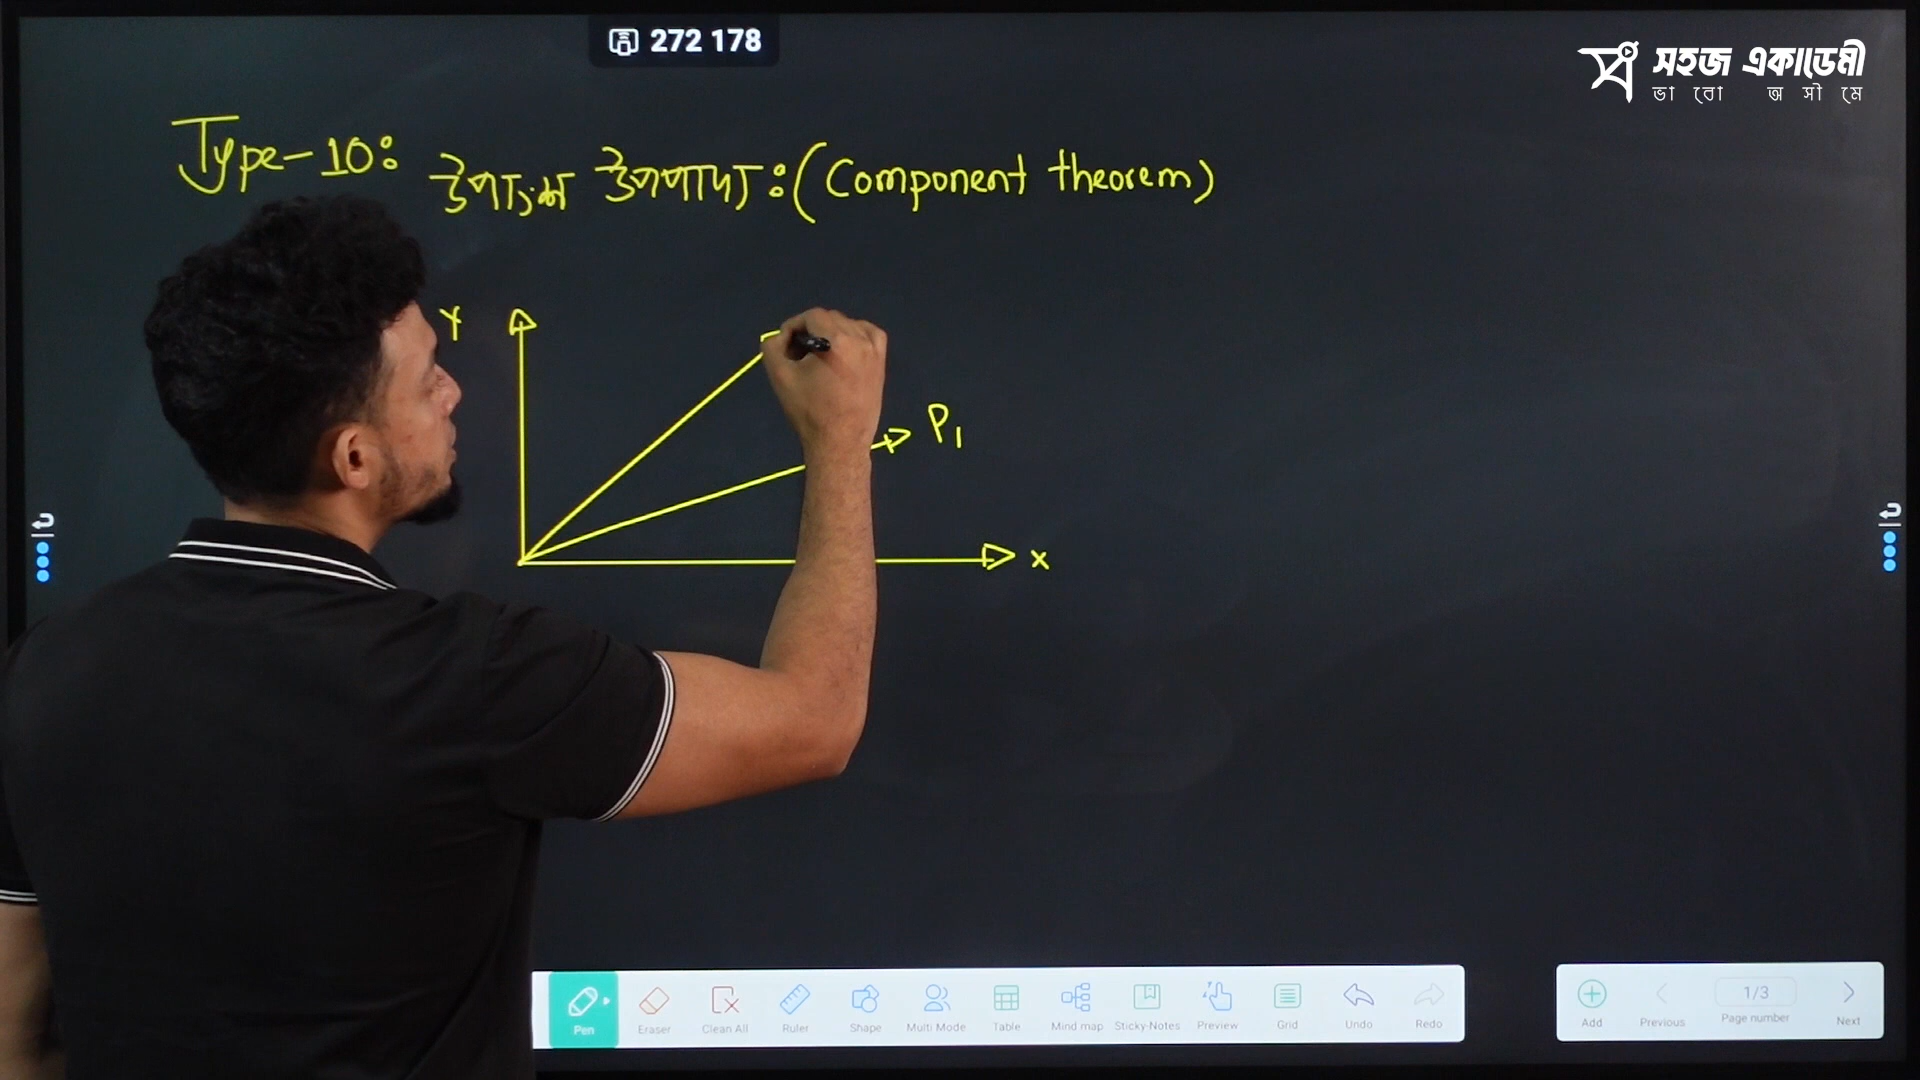 272 178
সহজ একাডেমী
ভাবো অসীমে
Type-10: উপাংশ উপপাদ্য: (Component theorem)
Y
P₁
x
Pen
Eraser
Clean All
Ruler
Shape
Multi Mode
Table
Mind map
Sticky-Notes
Preview
Grid
Undo
Redo
Add
Previous
1/3
Page number
Next